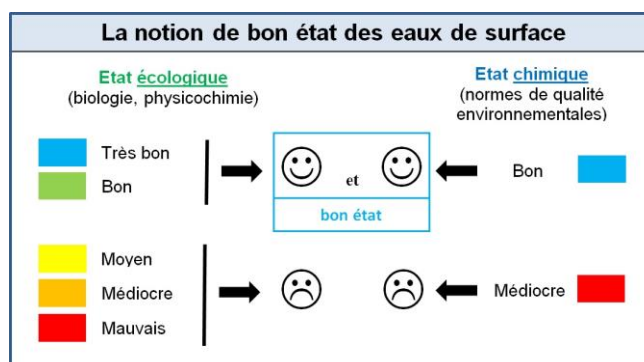 La notion de bon état des eaux de surface
Etat écologique
(biologie, physicochimie)
Etat chimique
(normes de qualité
environnementales)
Très bon
Bon
et
bon état
Bon
Moyen
Médiocre
Mauvais
Médiocre